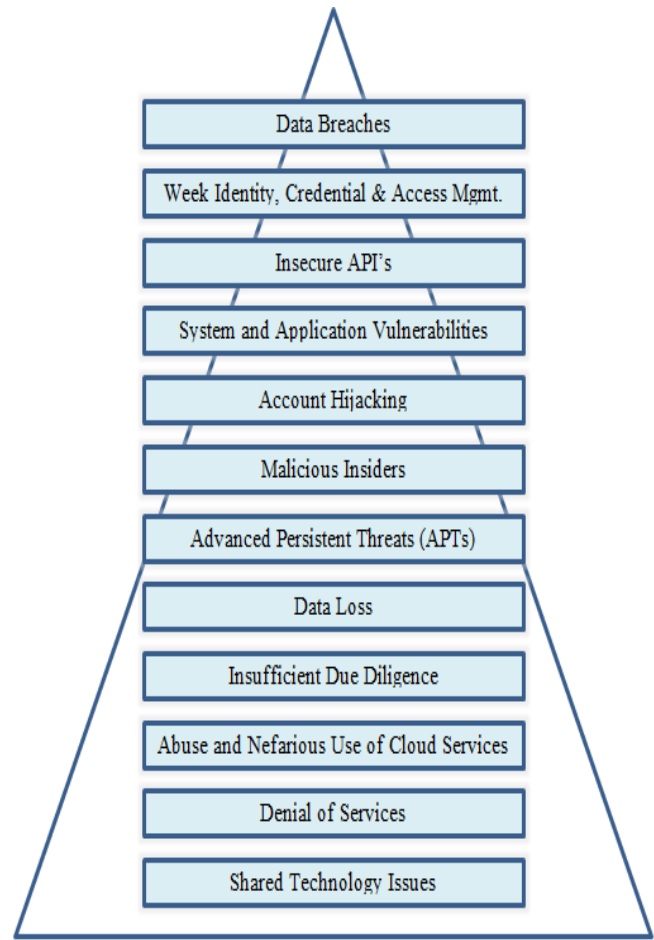 Data Breaches
Week Identity, Credential & Access Mgmt.
Insecure API's
System and Application Vulnerabilities
Account Hijacking
Malicious Insiders
Advanced Persistent Threats (APTs)
Data Loss
Insufficient Due Diligence
Abuse and Nefarious Use of Cloud Services
Denial of Services
Shared Technology Issues